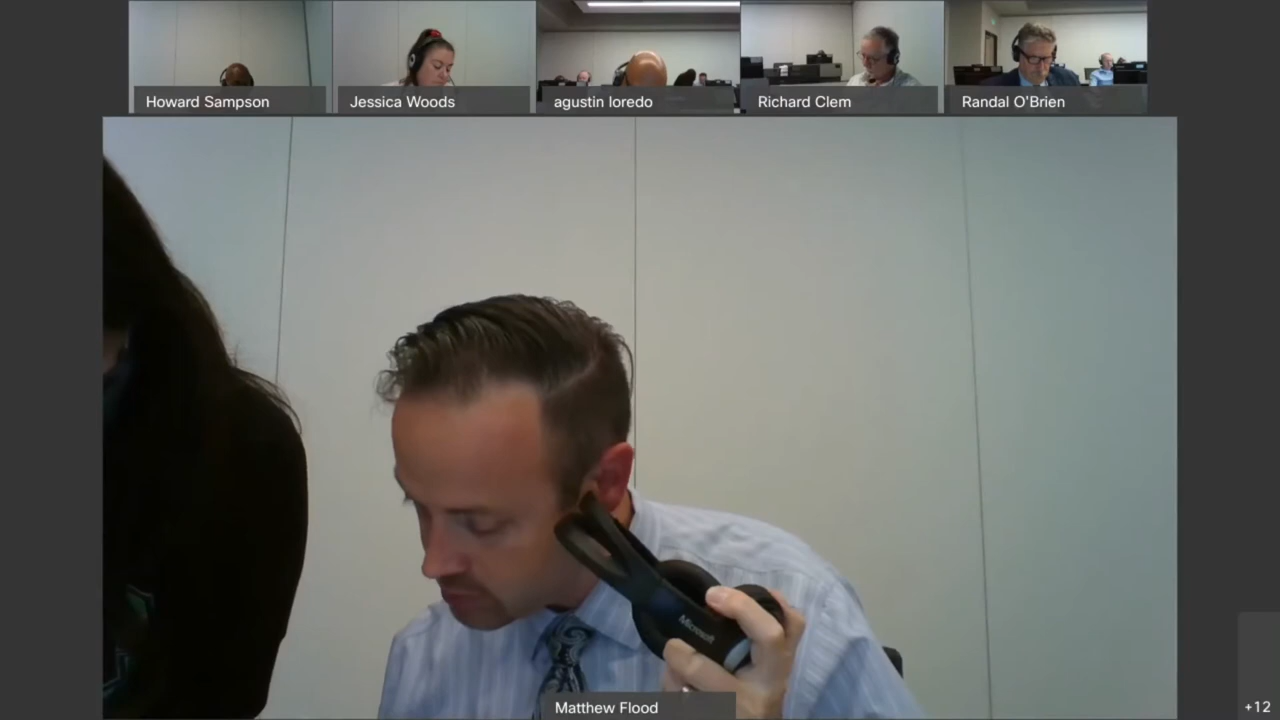 Howard Sampson
Jessica Woods
agustin loredo
Richard Clem
Randal O'Brien
Microsoft
Matthew Flood
+12